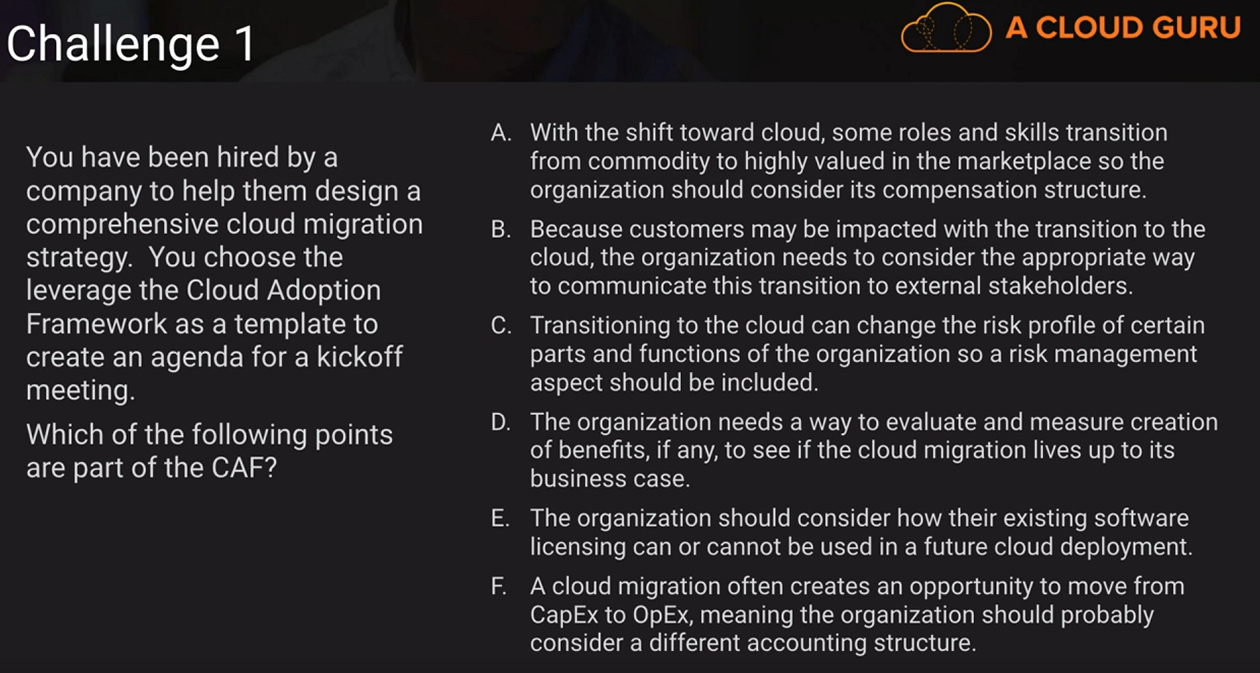 Challenge 1
A CLOUD GURU
You have been hired by a
company to help them design a
comprehensive cloud migration
strategy.  You choose the
leverage the Cloud Adoption
Framework as a template to
create an agenda for a kickoff
meeting.
Which of the following points
are part of the CAF?
A. With the shift toward cloud, some roles and skills transition
from commodity to highly valued in the marketplace so the
organization should consider its compensation structure.
B. Because customers may be impacted with the transition to the
cloud, the organization needs to consider the appropriate way
to communicate this transition to external stakeholders.
C. Transitioning to the cloud can change the risk profile of certain
parts and functions of the organization so a risk management
aspect should be included.
D. The organization needs a way to evaluate and measure creation
of benefits, if any, to see if the cloud migration lives up to its
business case.
E. The organization should consider how their existing software
licensing can or cannot be used in a future cloud deployment.
F. A cloud migration often creates an opportunity to move from
CapEx to OpEx, meaning the organization should probably
consider a different accounting structure.